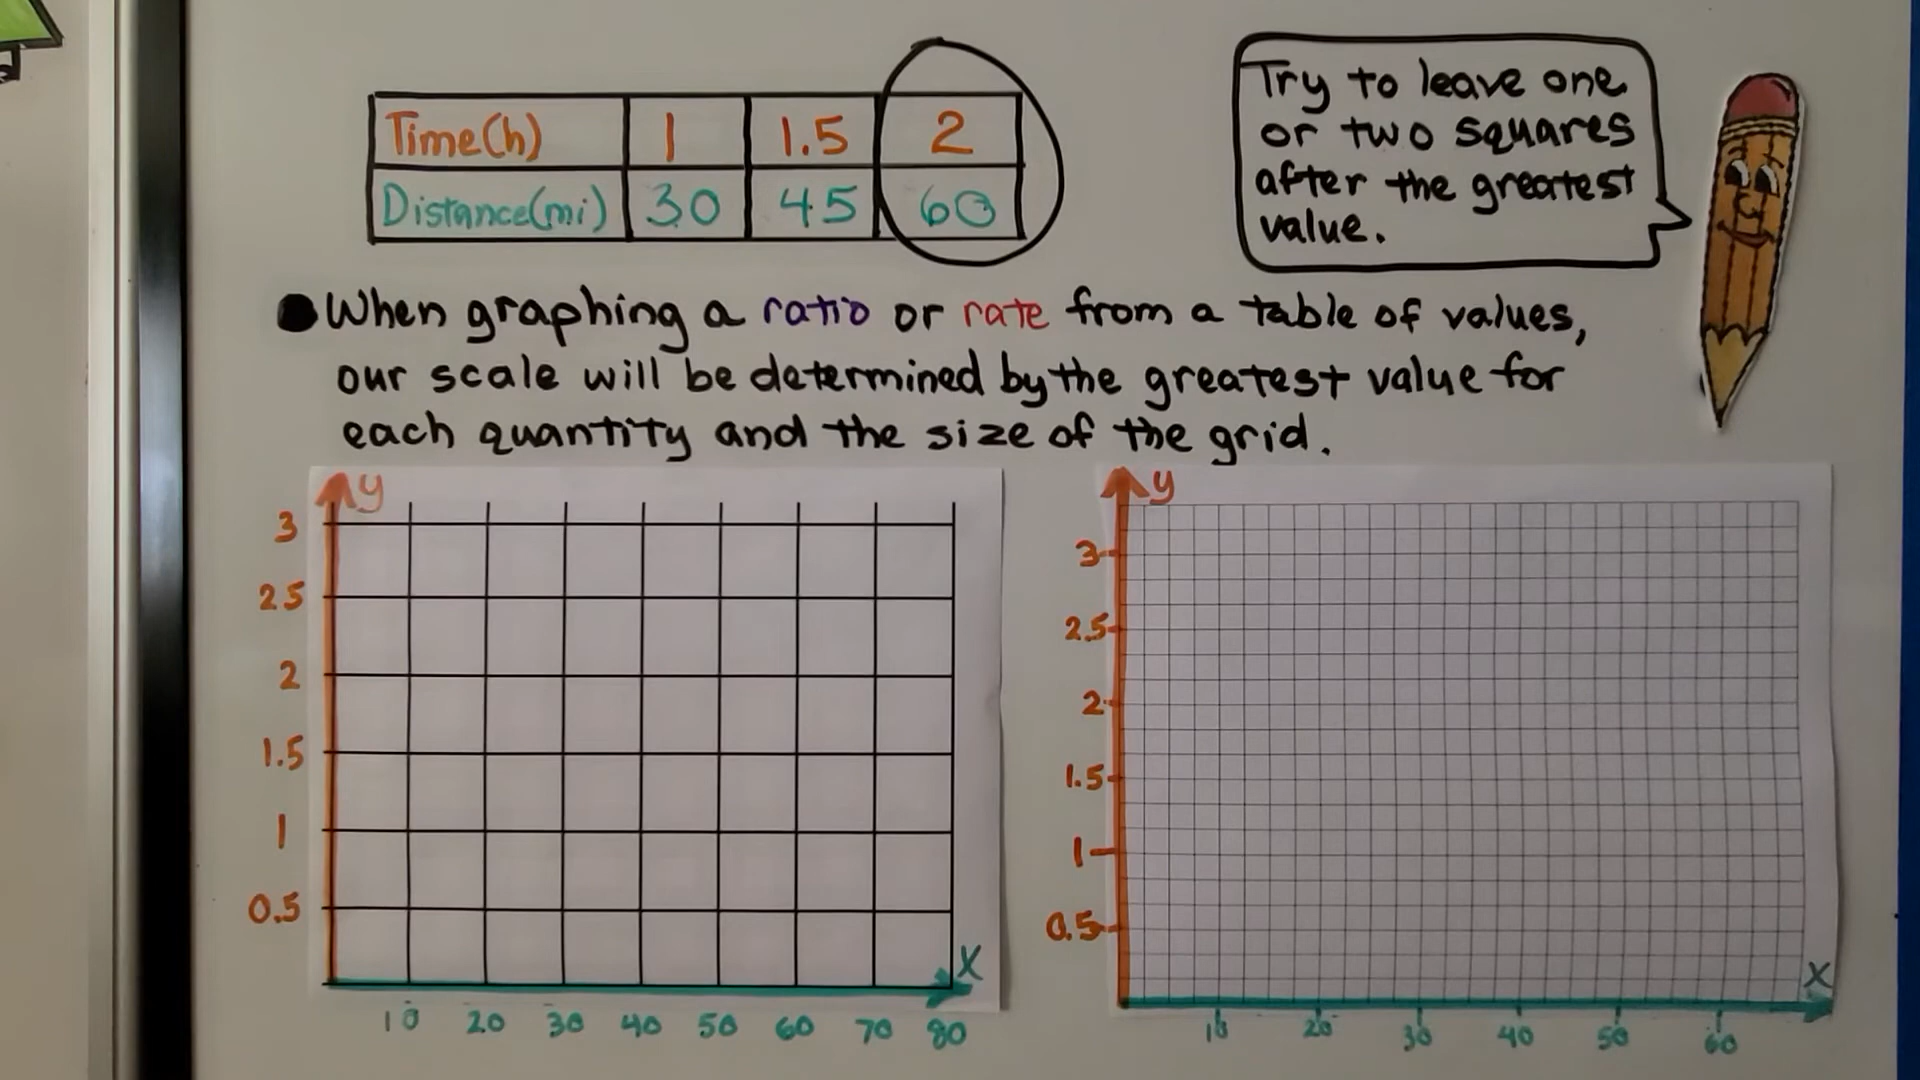 Time(h) 1 1.5 2
Distance(mi) 30 45 60
Try to leave one
or two squares
after the greatest
value.
When graphing a ratio or rate from a table of values,
our scale will be determined by the greatest value for
each quantity and the size of the grid.
y
3
2.5
2
1.5
1
0.5
x
10 20 30 40 50 60 70 80
y
3
2.5
2
1.5
1
0.5
x
10 20 30 40 50 60